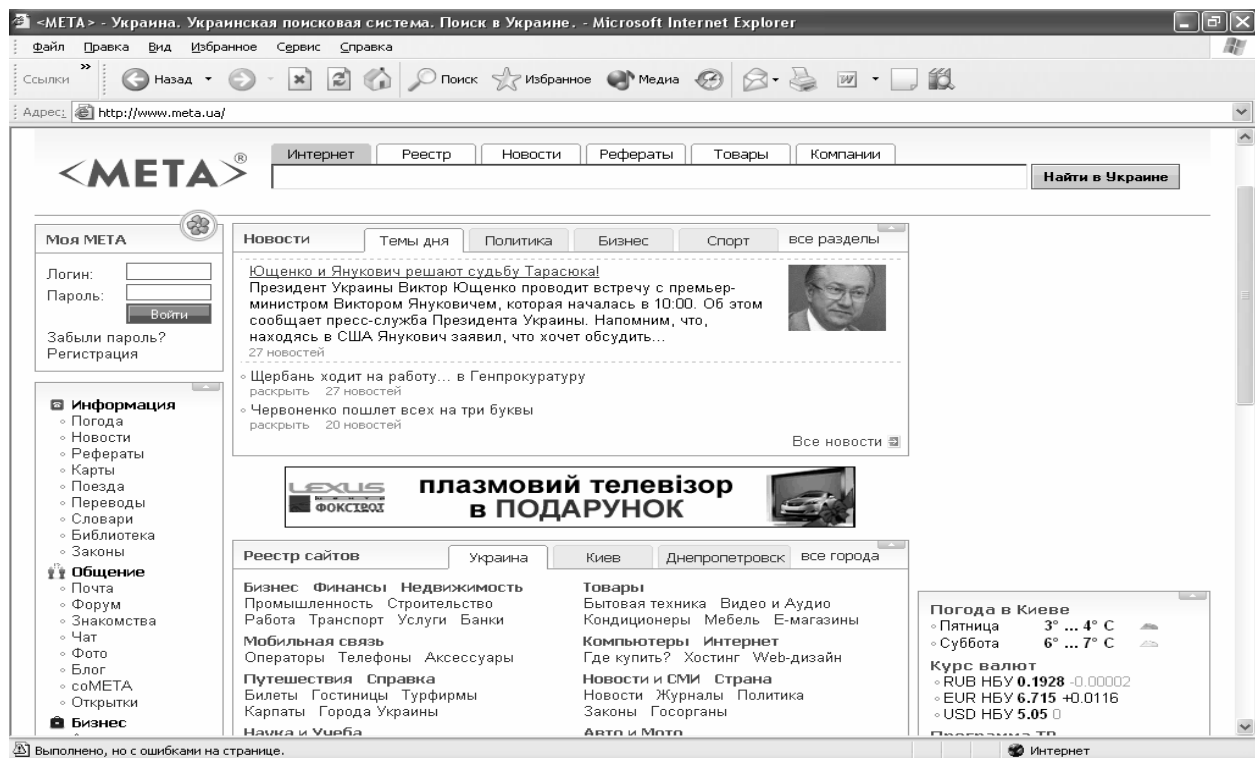 <META> - Украина. Украинская поисковая система. Поиск в Украине. - Microsoft Internet Explorer
Файл Правка Вид Избранное Сервис Справка
Ссылки » Назад Поиск Избранное Медиа
Адрес: http://www.meta.ua/
<META>®
Интернет Реестр Новости Рефераты Товары Компании
Найти в Украине
Моя МЕТА
Логин:
Пароль:
Войти
Забыли пароль?
Регистрация
Информация
Погода
Новости
Рефераты
Карты
Поезда
Переводы
Словари
Библиотека
Законы
Общение
Почта
Форум
Знакомства
Чат
Фото
Блог
соМЕТА
Открытки
Бизнес
Новости Темы дня Политика Бизнес Спорт все разделы
Ющенко и Янукович решают судьбу Тарасюка!
Президент Украины Виктор Ющенко проводит встречу с премьер-
министром Виктором Януковичем, которая началась в 10:00. Об этом
сообщает пресс-служба Президента Украины. Напомним, что,
находясь в США Янукович заявил, что хочет обсудить...
27 новостей
Щербань ходит на работу... в Генпрокуратуру
раскрыть 27 новостей
Червоненко пошлет всех на три буквы
раскрыть 20 новостей
Все новости
LEXUS
ФОКСТРОТ
плазмовий телевізор
в ПОДАРУНОК
Реестр сайтов Украина Киев Днепропетровск все города
Бизнес Финансы Недвижимость
Промышленность Строительство
Работа Транспорт Услуги Банки
Мобильная связь
Операторы Телефоны Аксессуары
Путешествия Справка
Билеты Гостиницы Турфирмы
Карпаты Города Украины
Наука и Учеба
Товары
Бытовая техника Видео и Аудио
Кондиционеры Мебель Е-магазины
Компьютеры Интернет
Где купить? Хостинг Web-дизайн
Новости и СМИ Страна
Новости Журналы Политика
Законы Госорганы
Авто и Мото
Погода в Киеве
Пятница 3° ... 4° С
Суббота 6° ... 7° С
Курс валют
RUB НБУ 0.1928 -0.00002
EUR НБУ 6.715 +0.0116
USD НБУ 5.05 0
Программа ТВ
Выполнено, но с ошибками на странице.
Интернет